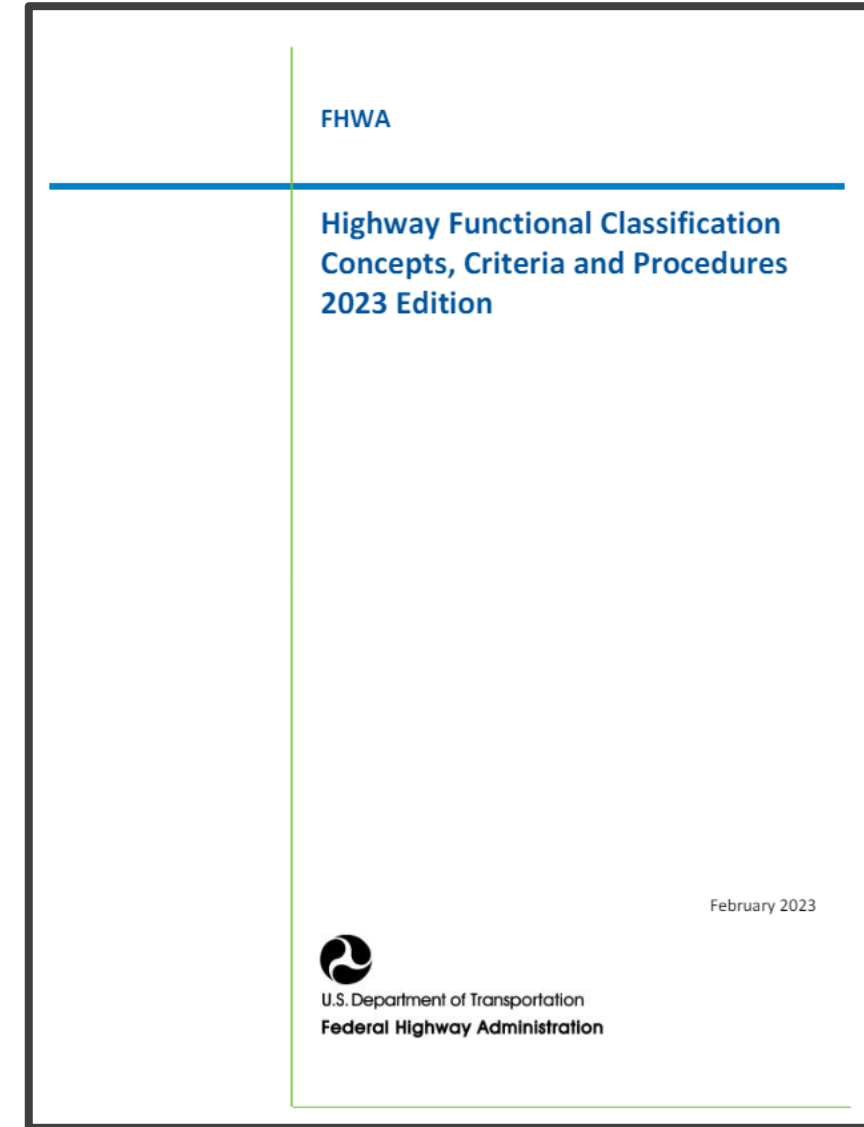 FHWA
Highway Functional Classification
Concepts, Criteria and Procedures
2023 Edition
February 2023
U.S. Department of Transportation
Federal Highway Administration